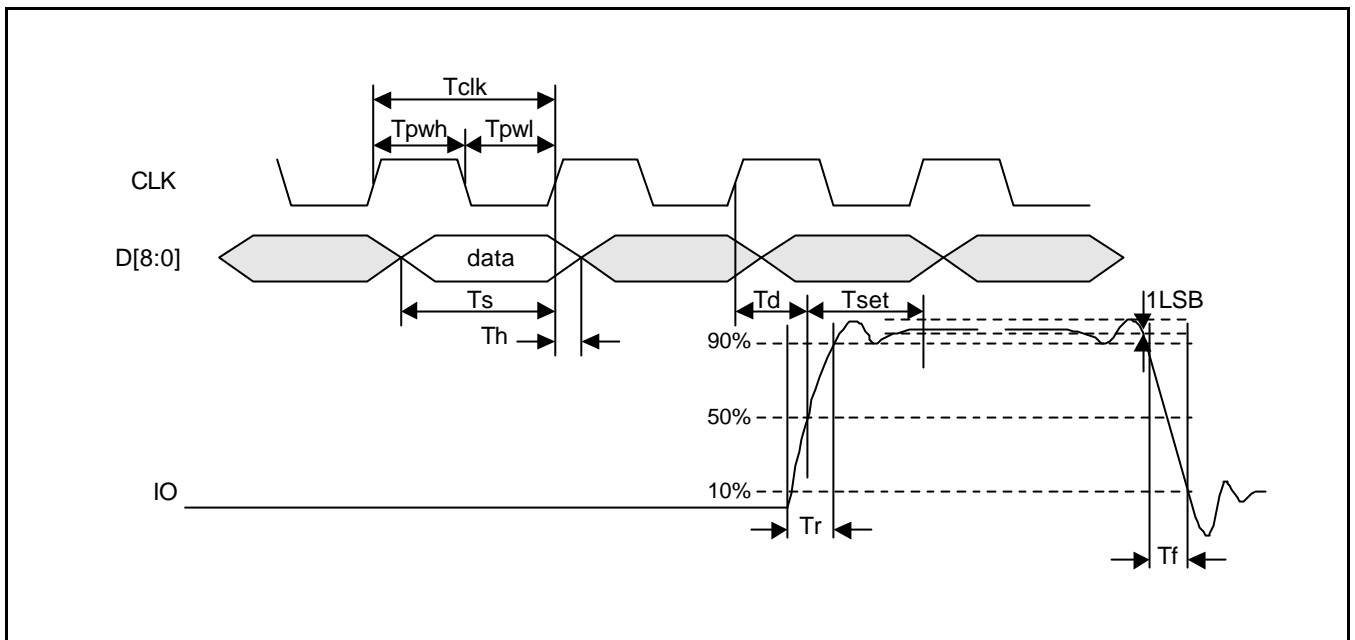 Tclk
Tpwh Tpwl
CLK
D[8:0] data
Ts Td Tset 1LSB
Th
90%
50%
IO 10%
Tr
Tf